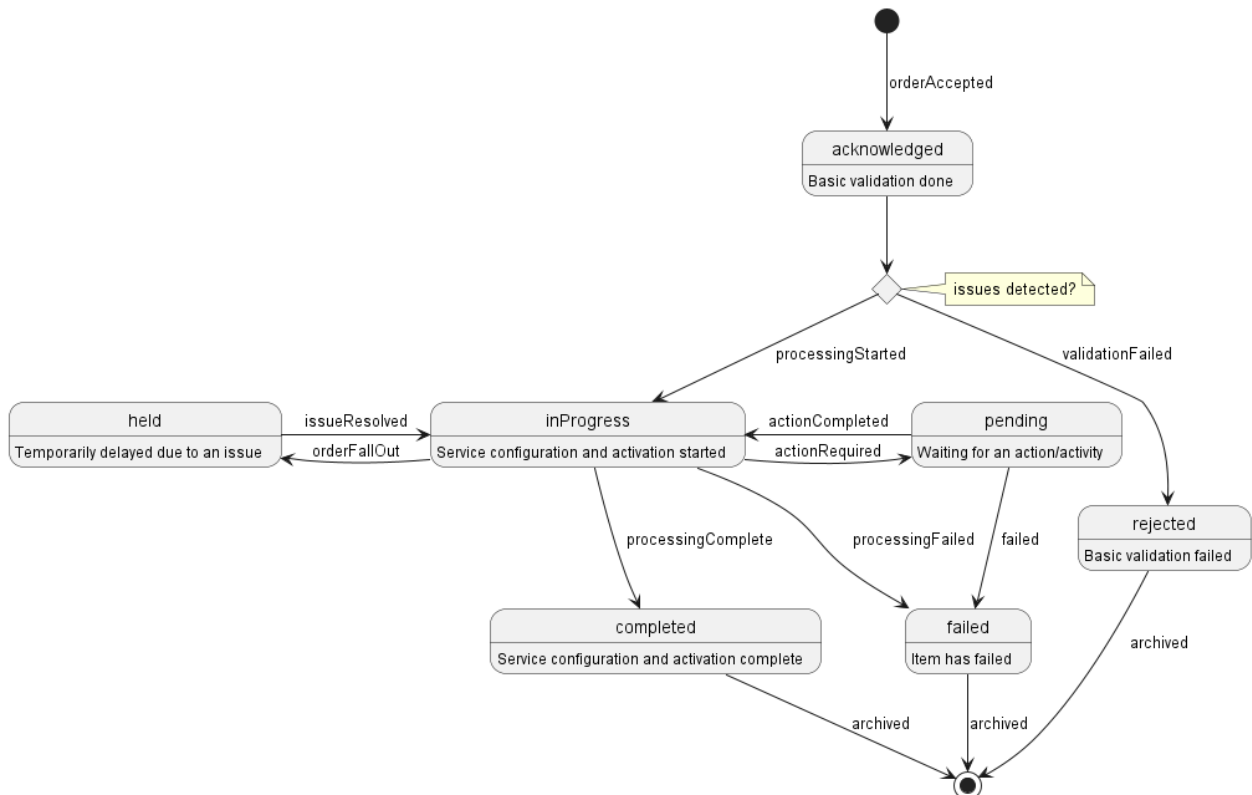 orderAccepted
acknowledged
Basic validation done
issues detected?
processingStarted
validationFailed
held
Temporarily delayed due to an issue
issueResolved
orderFallOut
inProgress
Service configuration and activation started
actionCompleted
actionRequired
pending
Waiting for an action/activity
processingComplete
processingFailed
failed
rejected
Basic validation failed
completed
Service configuration and activation complete
failed
Item has failed
archived
archived
archived